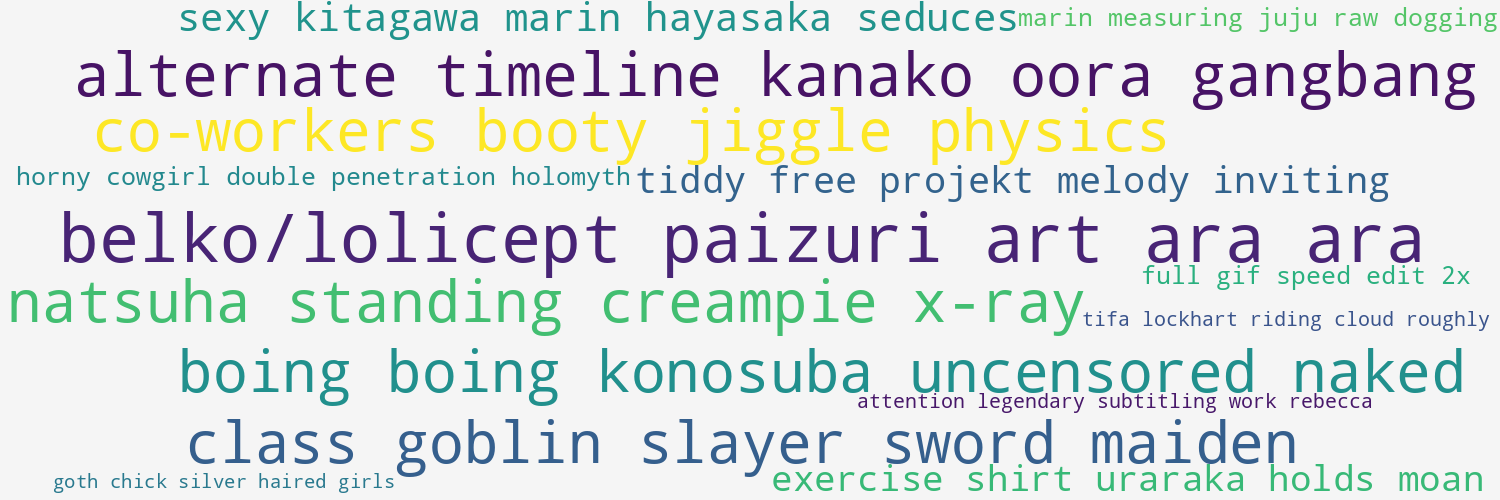 sexy kitagawa marin hayasaka seduces
marin measuring juju raw dogging
alternate timeline kanako oora gangbang
co-workers booty jiggle physics
horny cowgirl double penetration holomyth
tiddy free projekt melody inviting
belko/lolicept paizuri art ara ara
full gif speed edit 2x
natsuha standing creampie x-ray
tifa lockhart riding cloud roughly
boing boing konosuba uncensored naked
attention legendary subtitling work rebecca
class goblin slayer sword maiden
exercise shirt uraraka holds moan
goth chick silver haired girls